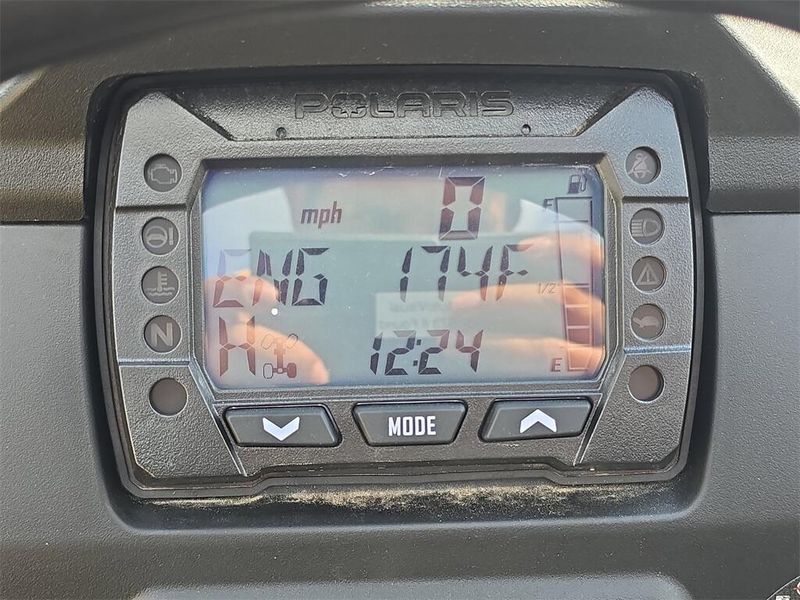 POLARIS
mph 0
F
ENG 174F
1/2
N
H 12:24
E
MODE